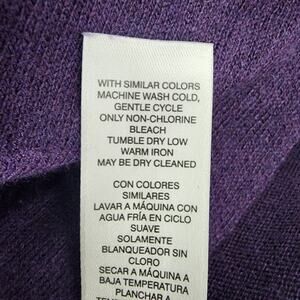 WITH SIMILAR COLORS
MACHINE WASH COLD,
GENTLE CYCLE
ONLY NON-CHLORINE
BLEACH
TUMBLE DRY LOW
WARM IRON
MAY BE DRY CLEANED
CON COLORES
SIMILARES
LAVAR A MÁQUINA CON
AGUA FRÍA EN CICLO
SUAVE
SOLAMENTE
BLANQUEADOR SIN
CLORO
SECAR A MÁQUINA A
BAJA TEMPERATURA
PLANCHAR A